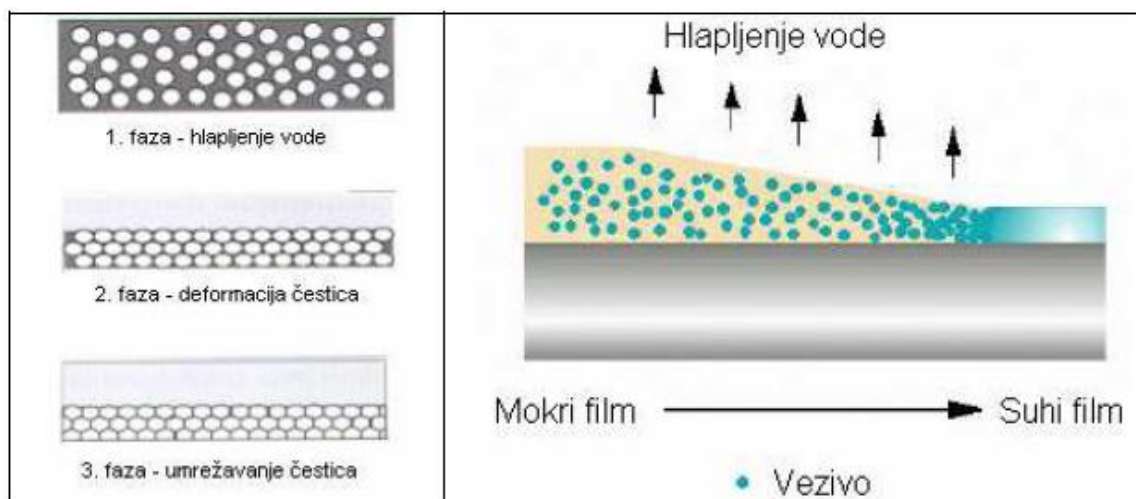 1. faza - hlapljenje vode
2. faza - deformacija čestica
3. faza - umrežavanje čestica
Hlapljenje vode
Mokri film
Suhi film
Vezivo